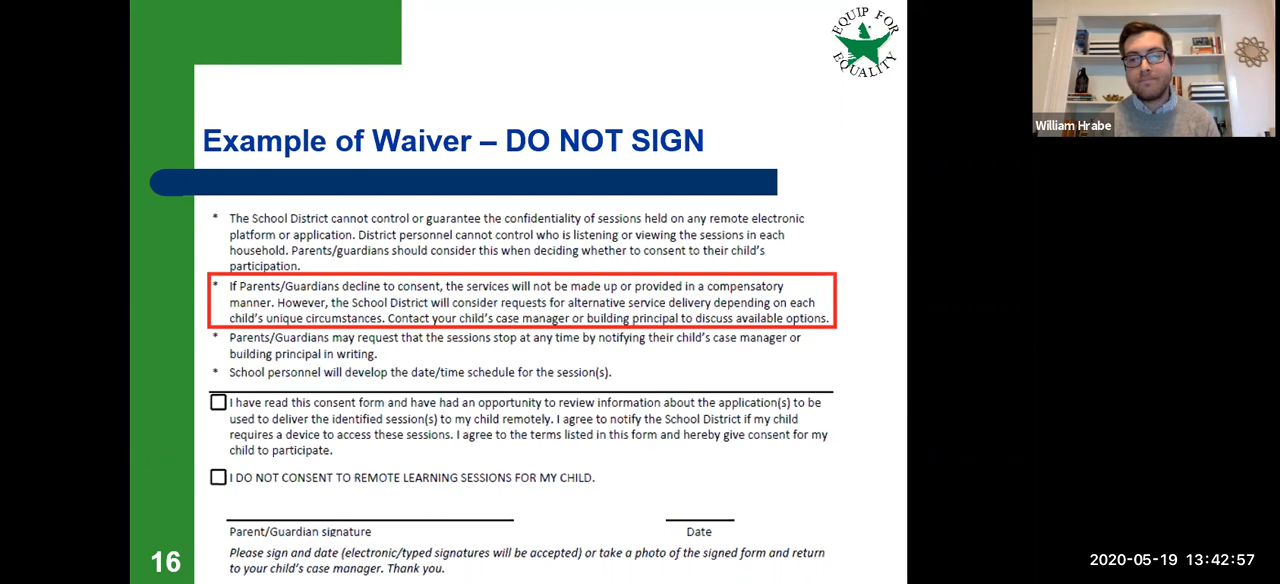 EQUIP FOR
EQUALITY
William Hrabe
Example of Waiver – DO NOT SIGN
* The School District cannot control or guarantee the confidentiality of sessions held on any remote electronic
platform or application. District personnel cannot control who is listening or viewing the sessions in each
household. Parents/guardians should consider this when deciding whether to consent to their child's
participation.
* If Parents/Guardians decline to consent, the services will not be made up or provided in a compensatory
manner. However, the School District will consider requests for alternative service delivery depending on each
child's unique circumstances. Contact your child's case manager or building principal to discuss available options.
* Parents/Guardians may request that the sessions stop at any time by notifying their child's case manager or
building principal in writing.
* School personnel will develop the date/time schedule for the session(s).
I have read this consent form and have had an opportunity to review information about the application(s) to be
used to deliver the identified session(s) to my child remotely. I agree to notify the School District if my child
requires a device to access these sessions. I agree to the terms listed in this form and hereby give consent for my
child to participate.
I DO NOT CONSENT TO REMOTE LEARNING SESSIONS FOR MY CHILD.
Parent/Guardian signature
Date
Please sign and date (electronic/typed signatures will be accepted) or take a photo of the signed form and return
to your child's case manager. Thank you.
16
2020-05-19 13:42:57